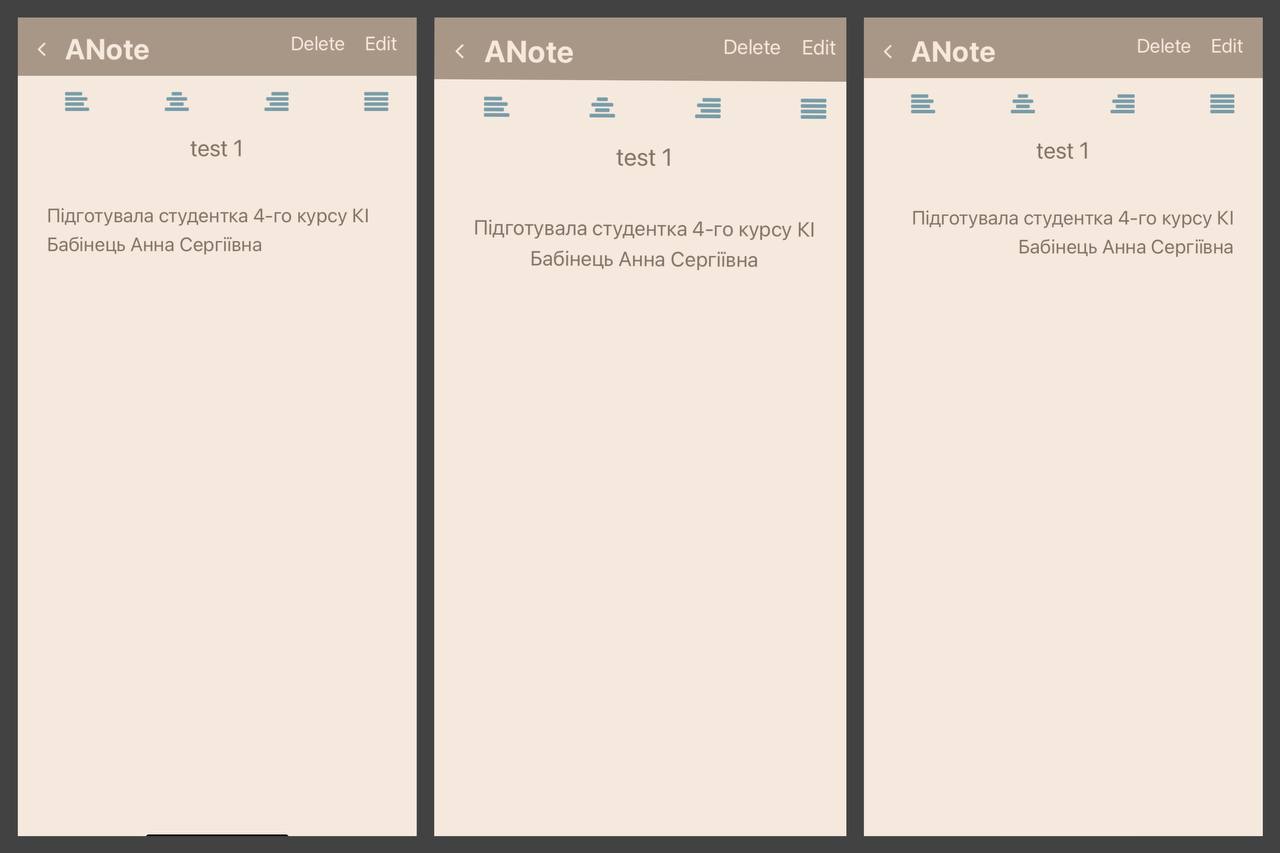 ANote
Delete Edit
test 1
Підготувала студентка 4-го курсу КІ
Бабінець Анна Сергіївна
ANote
Delete Edit
test 1
Підготувала студентка 4-го курсу КІ
Бабінець Анна Сергіївна
ANote
Delete Edit
test 1
Підготувала студентка 4-го курсу КІ
Бабінець Анна Сергіївна